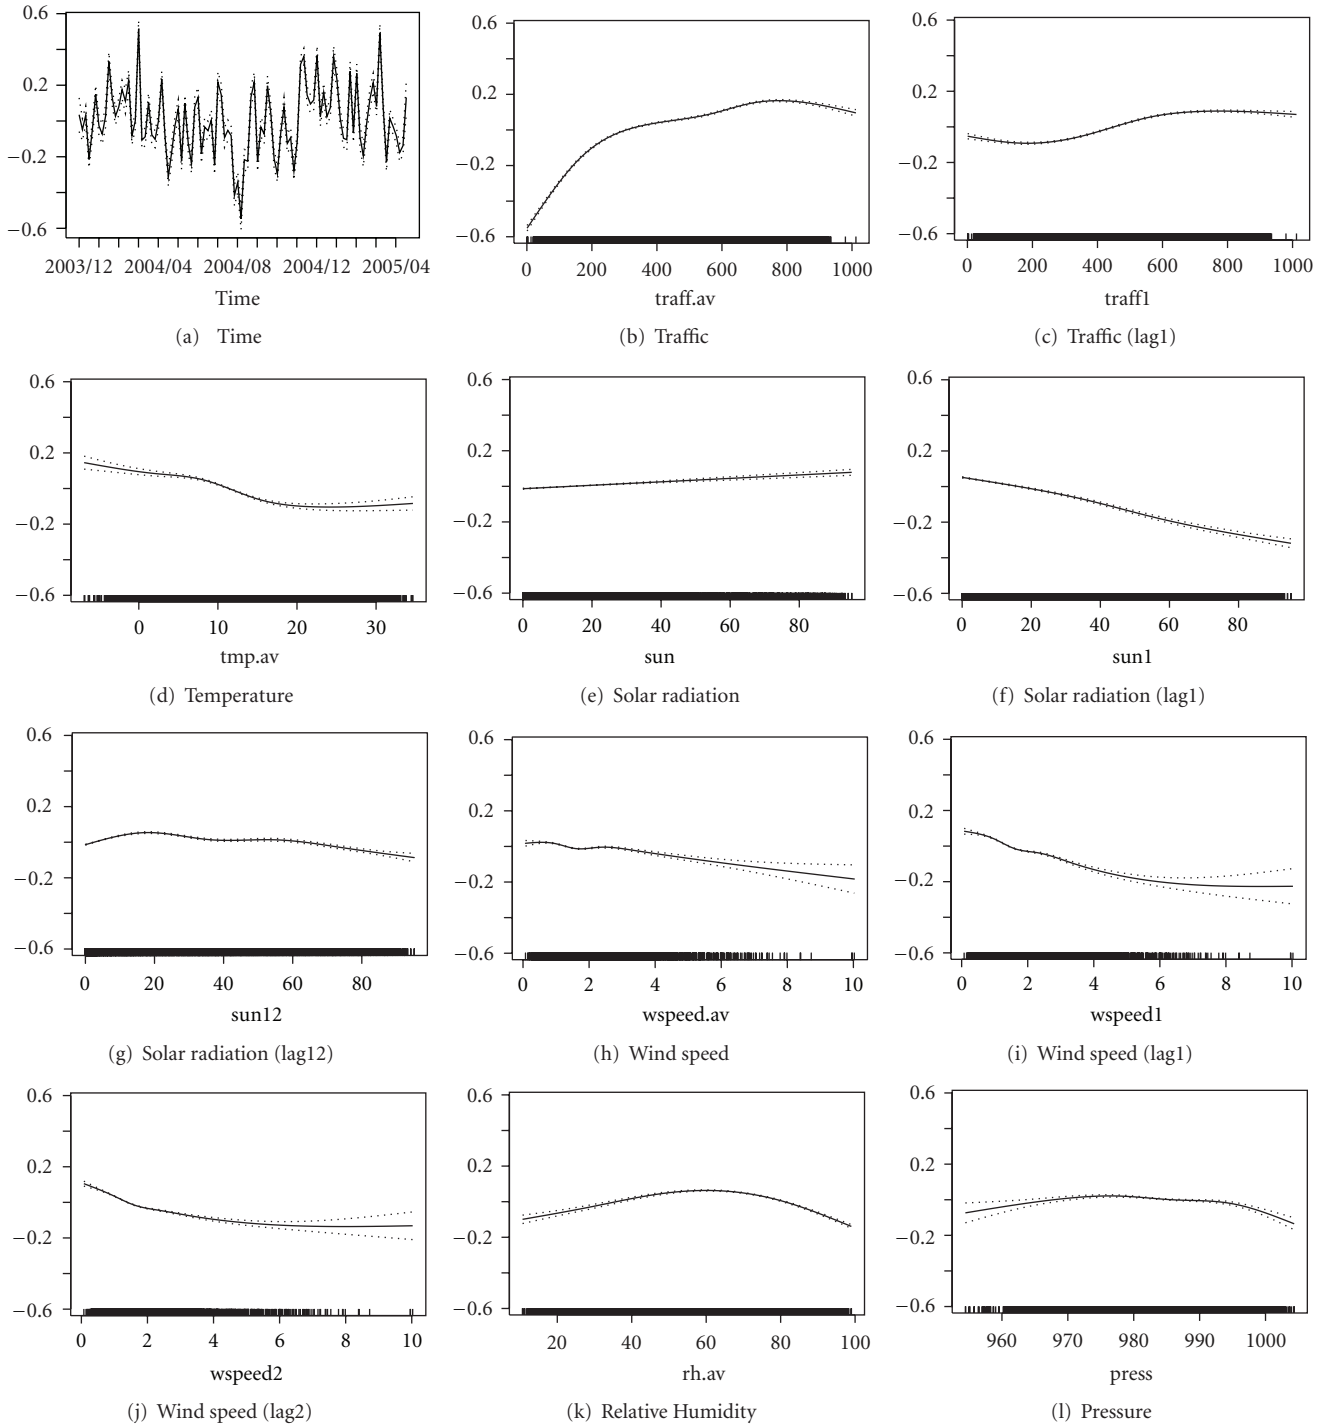 0.6
0.2
−0.2
−0.6
2003/12 2004/04 2004/08 2004/12 2005/04
Time
(a) Time
0.6
0.2
−0.2
−0.6
0 200 400 600 800 1000
traff.av
(b) Traffic
0.6
0.2
−0.2
−0.6
0 200 400 600 800 1000
traff1
(c) Traffic (lag1)
0.6
0.2
−0.2
−0.6
0 10 20 30
tmp.av
(d) Temperature
0.6
0.2
−0.2
−0.6
0 20 40 60 80
sun
(e) Solar radiation
0.6
0.2
−0.2
−0.6
0 20 40 60 80
sun1
(f) Solar radiation (lag1)
0.6
0.2
−0.2
−0.6
0 20 40 60 80
sun12
(g) Solar radiation (lag12)
0.6
0.2
−0.2
−0.6
0 2 4 6 8 10
wspeed.av
(h) Wind speed
0.6
0.2
−0.2
−0.6
0 2 4 6 8 10
wspeed1
(i) Wind speed (lag1)
0.6
0.2
−0.2
−0.6
0 2 4 6 8 10
wspeed2
(j) Wind speed (lag2)
0.6
0.2
−0.2
−0.6
20 40 60 80 100
rh.av
(k) Relative Humidity
0.6
0.2
−0.2
−0.6
960 970 980 990 1000
press
(l) Pressure